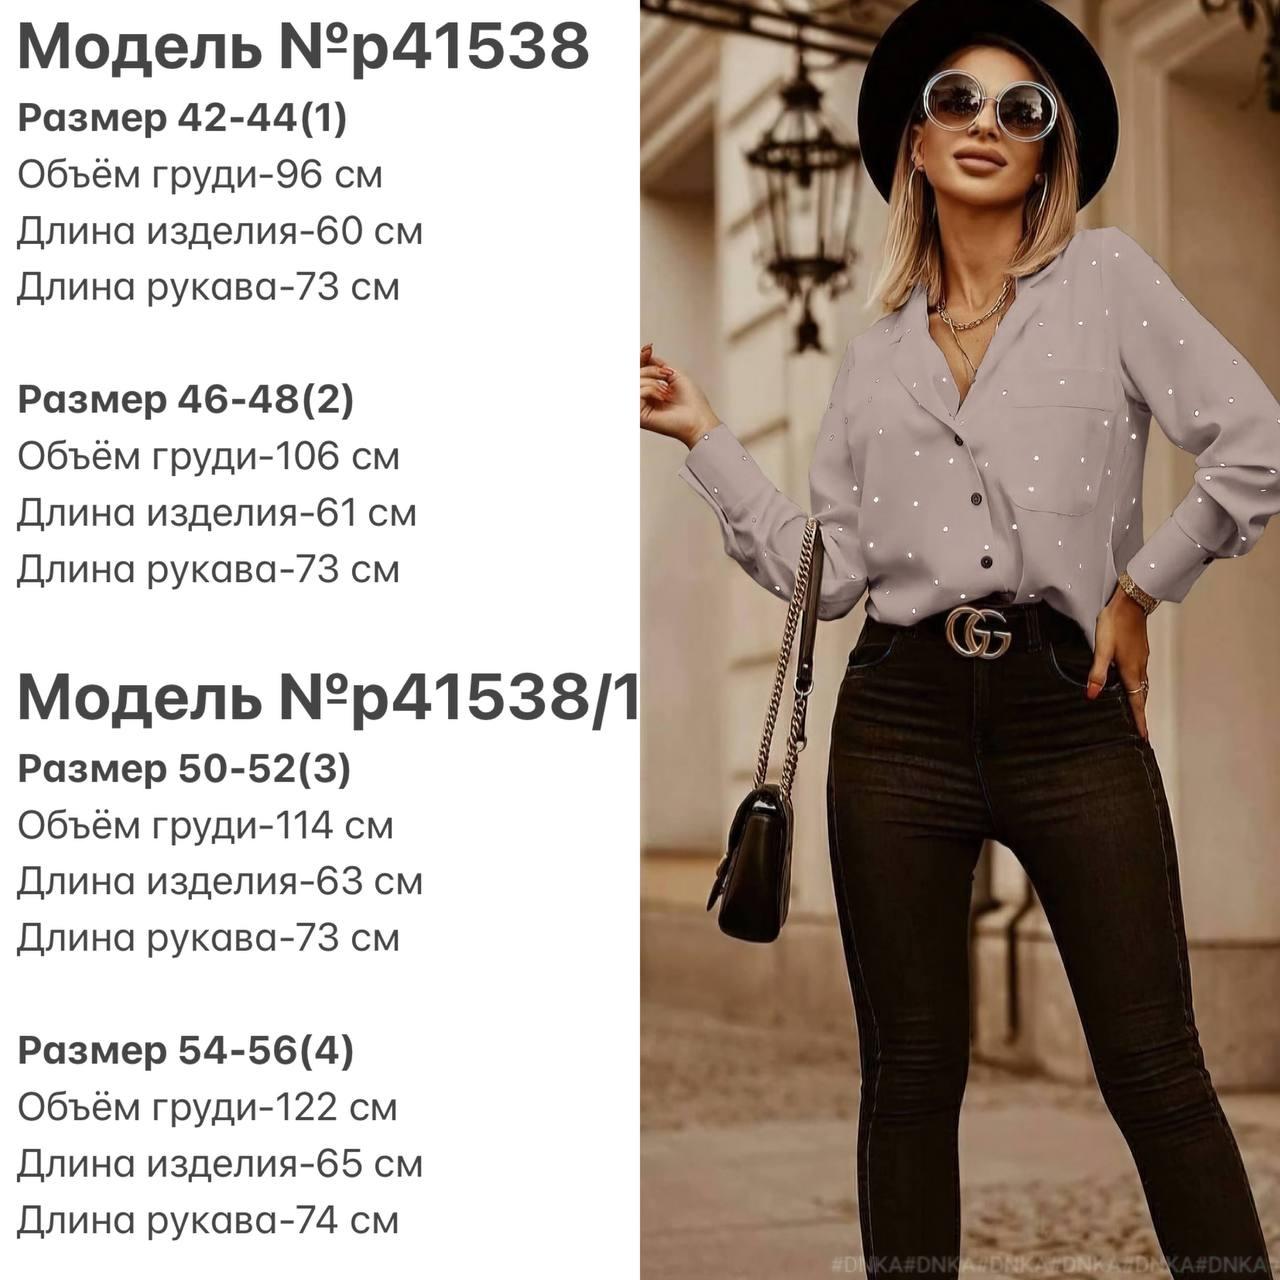 Модель №р41538
Размер 42-44(1)
Объём груди-96 см
Длина изделия-60 см
Длина рукава-73 см
Размер 46-48(2)
Объём груди-106 см
Длина изделия-61 см
Длина рукава-73 см
Модель №р41538/1
Размер 50-52(3)
Объём груди-114 см
Длина изделия-63 см
Длина рукава-73 см
Размер 54-56(4)
Объём груди-122 см
Длина изделия-65 см
Длина рукава-74 см
GG
#DNKA#DNKA#DNKA#DNKA#DNKA#DNKA